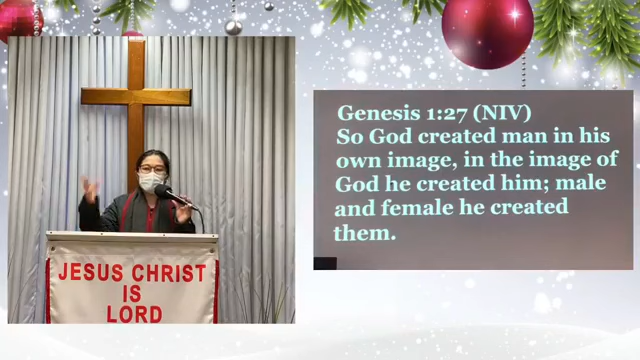 JESUS CHRIST
IS
LORD
Genesis 1:27 (NIV)
So God created man in his
own image, in the image of
God he created him; male
and female he created
them.